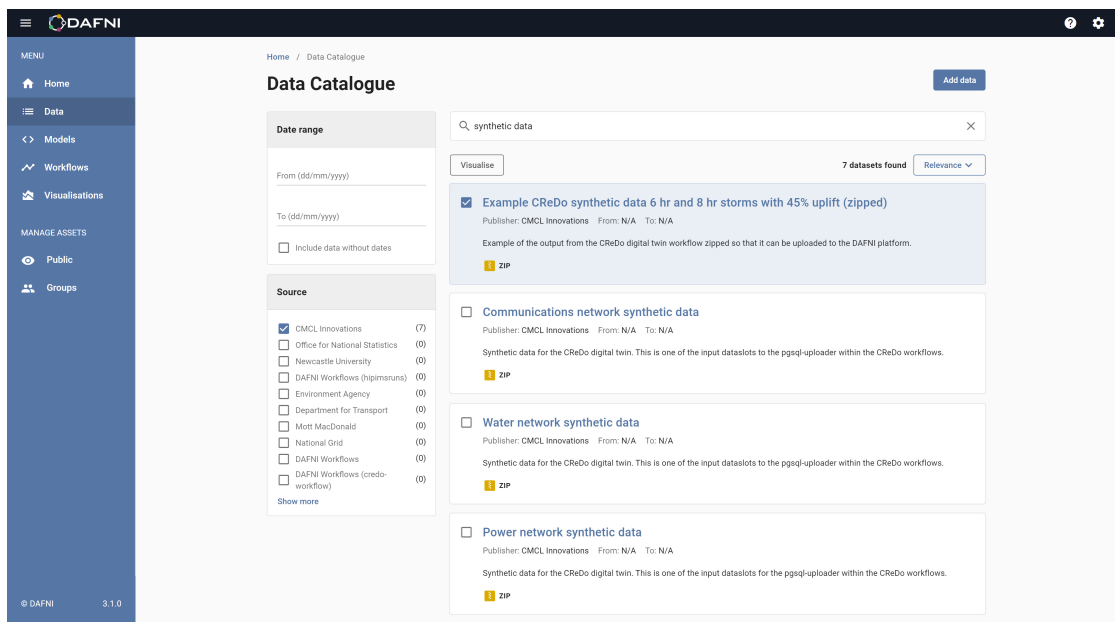 DAFNI
MENU
Home
Data
Models
Workflows
Visualisations
MANAGE ASSETS
Public
Groups
© DAFNI 3.1.0
Home / Data Catalogue
Data Catalogue
Add data
Date range
From (dd/mm/yyyy)
To (dd/mm/yyyy)
Include data without dates
Source
CMCL Innovations (7)
Office for National Statistics (0)
Newcastle University (0)
DAFNI Workflows (hipimsruns) (0)
Environment Agency (0)
Department for Transport (0)
Mott MacDonald (0)
National Grid (0)
DAFNI Workflows (0)
DAFNI Workflows (credo-
workflow) (0)
Show more
synthetic data
Visualise
7 datasets found
Relevance
Example CReDo synthetic data 6 hr and 8 hr storms with 45% uplift (zipped)
Publisher: CMCL Innovations From: N/A To: N/A
Example of the output from the CReDo digital twin workflow zipped so that it can be uploaded to the DAFNI platform.
ZIP
Communications network synthetic data
Publisher: CMCL Innovations From: N/A To: N/A
Synthetic data for the CReDo digital twin. This is one of the input dataslots to the pgsql-uploader within the CReDo workflows.
ZIP
Water network synthetic data
Publisher: CMCL Innovations From: N/A To: N/A
Synthetic data for the CReDo digital twin. This is one of the input dataslots to the pgsql-uploader within the CReDo workflows.
ZIP
Power network synthetic data
Publisher: CMCL Innovations From: N/A To: N/A
Synthetic data for the CReDo digital twin. This is one of the input dataslots for the pgsql-uploader within the CReDo workflows.
ZIP